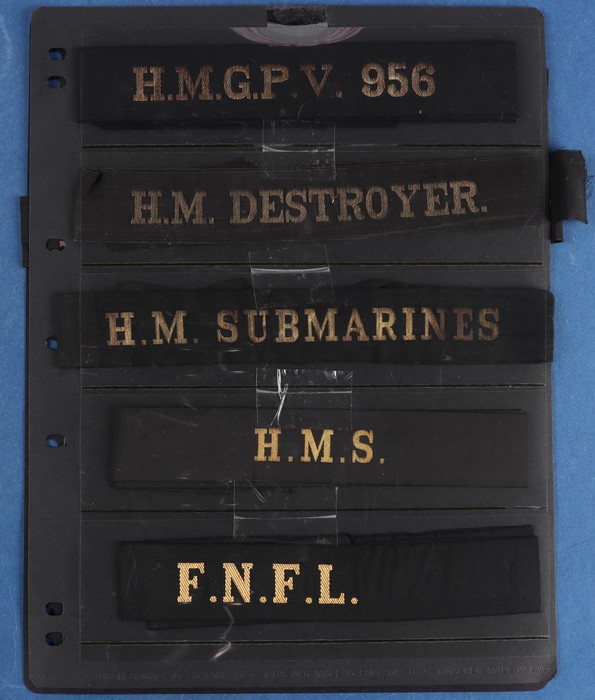 H.M.G.P.V. 956
H.M. DESTROYER.
H.M. SUBMARINES
H.M.S.
F.N.F.L.